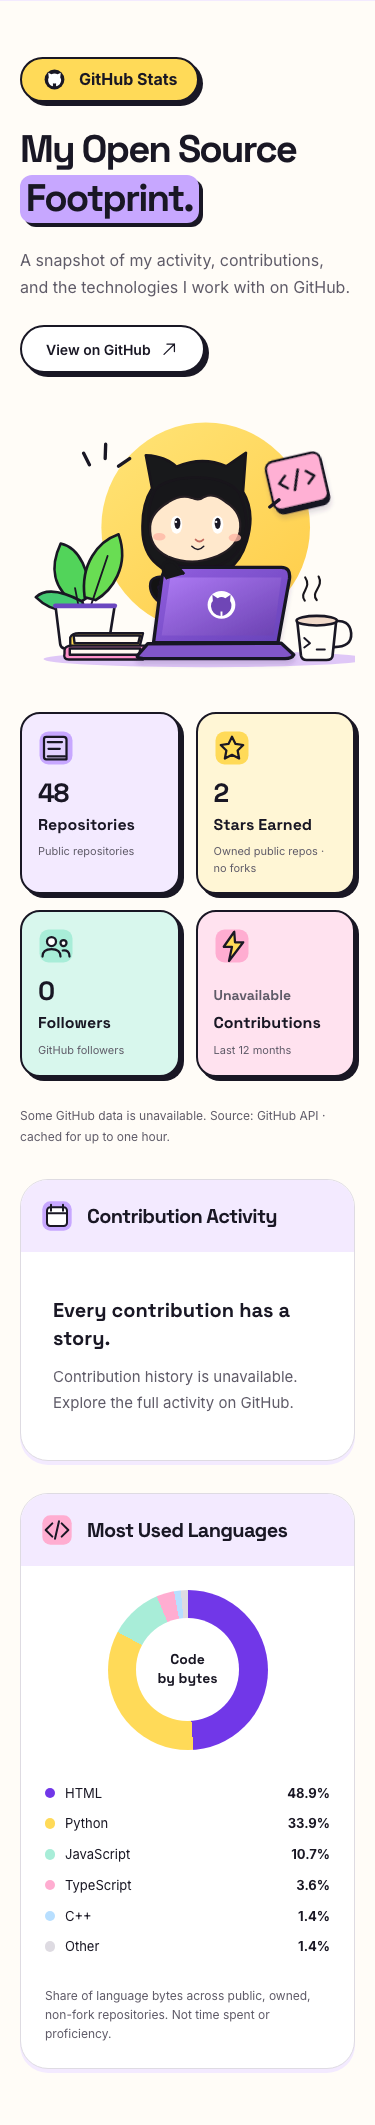 GitHub Stats
My Open Source
Footprint.
A snapshot of my activity, contributions,
and the technologies I work with on GitHub.
View on GitHub
</>
>_
48
Repositories
Public repositories
2
Stars Earned
Owned public repos ·
no forks
0
Followers
GitHub followers
Unavailable
Contributions
Last 12 months
Some GitHub data is unavailable. Source: GitHub API ·
cached for up to one hour.
Contribution Activity
Every contribution has a
story.
Contribution history is unavailable.
Explore the full activity on GitHub.
</> Most Used Languages
Code
by bytes
HTML 48.9%
Python 33.9%
JavaScript 10.7%
TypeScript 3.6%
C++ 1.4%
Other 1.4%
Share of language bytes across public, owned,
non-fork repositories. Not time spent or
proficiency.